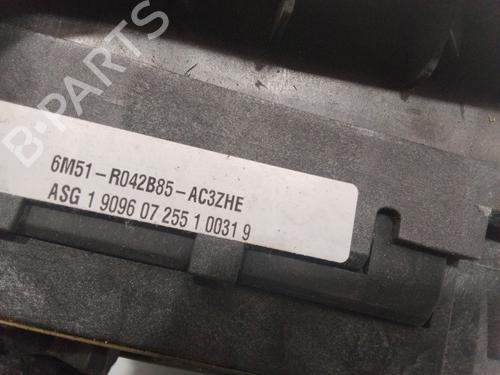 B-PARTS
6M51-R042B85-AC3ZHE
ASG 1 9096 07 255 1 0031 9